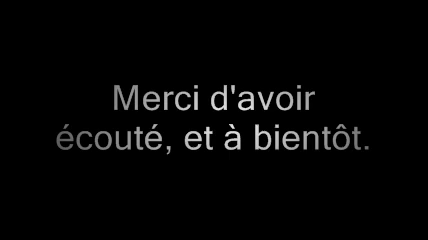 Merci d'avoir
écouté, et à bientôt.